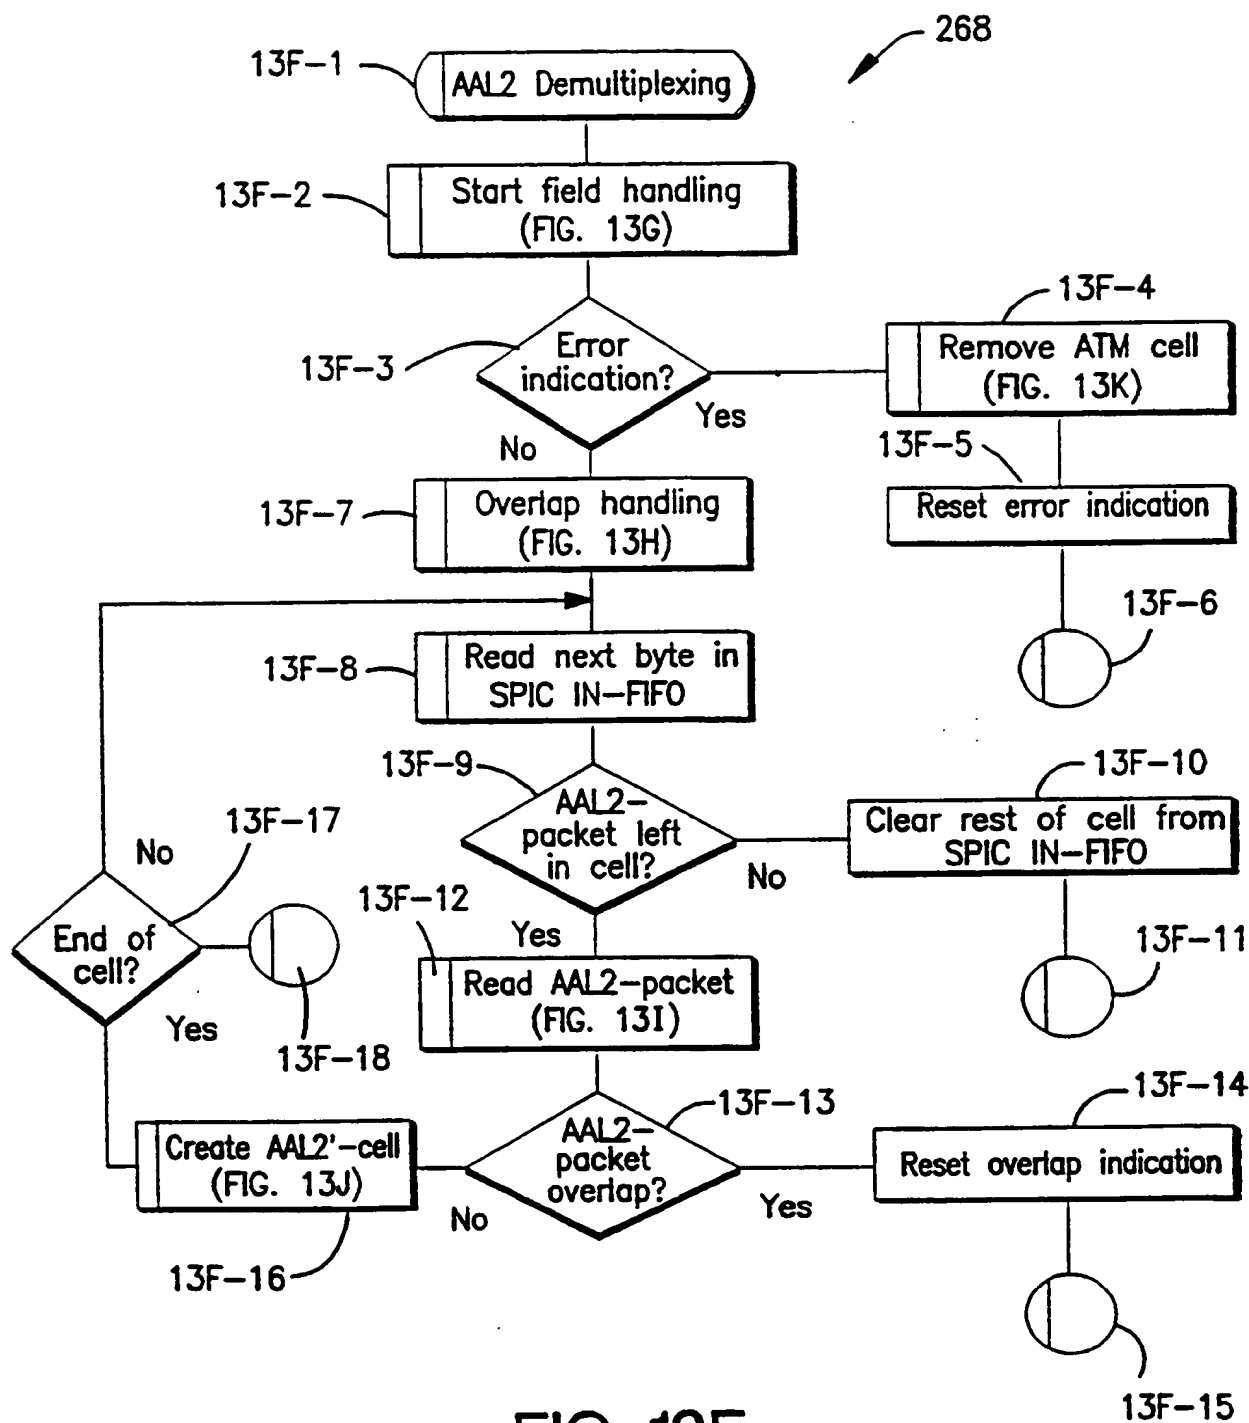 268
13F-1
AAL2 Demultiplexing
13F-2
Start field handling
(FIG. 13G)
13F-3
Error
indication?
Yes
No
13F-4
Remove ATM cell
(FIG. 13K)
13F-5
Reset error indication
13F-6
13F-7
Overlap handling
(FIG. 13H)
13F-8
Read next byte in
SPIC IN-FIFO
13F-9
AAL2-
packet left
in cell?
No
Yes
13F-10
Clear rest of cell from
SPIC IN-FIFO
13F-11
13F-12
Read AAL2-packet
(FIG. 13I)
13F-13
AAL2-
packet
overlap?
Yes
No
13F-14
Reset overlap indication
13F-15
Create AAL2'-cell
(FIG. 13J)
13F-16
13F-17
No
End of
cell?
Yes
13F-18
FIG. 13F